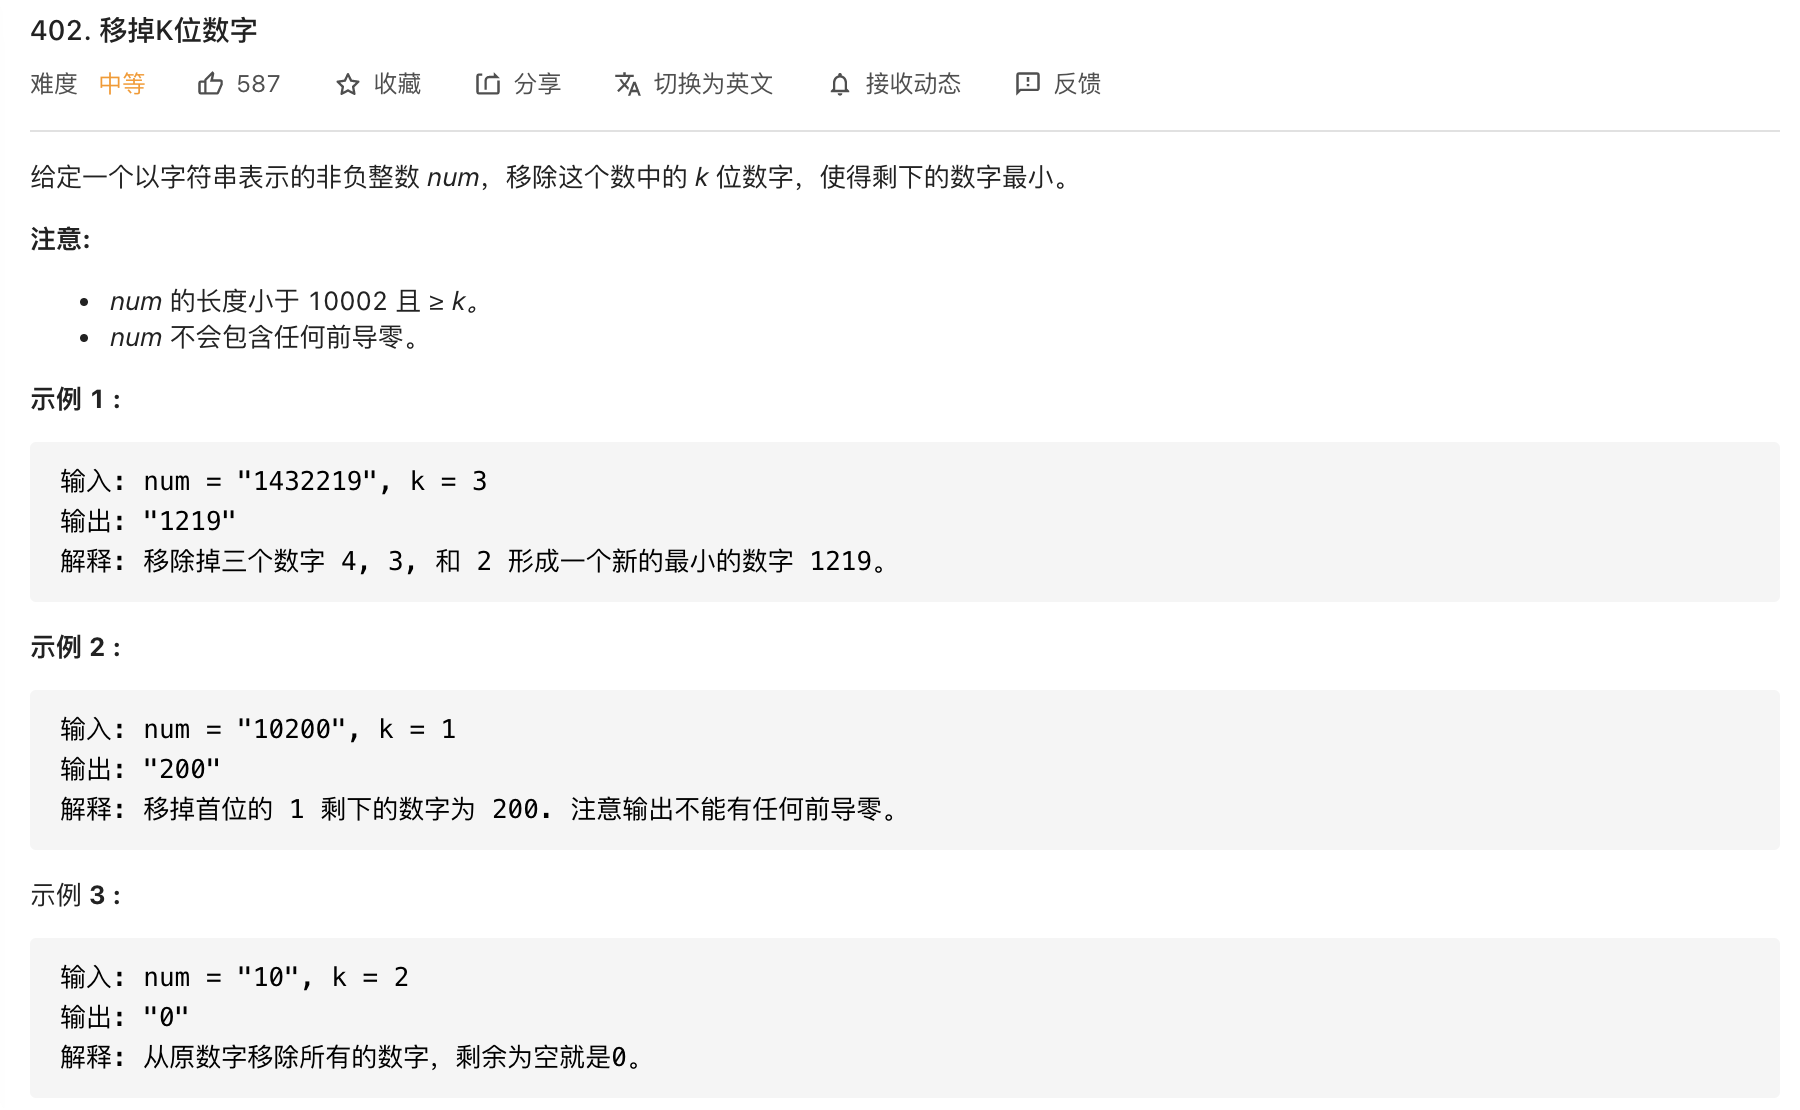 402. 移掉K位数字
难度 中等 587 收藏 分享 切换为英文 接收动态 反馈
给定一个以字符串表示的非负整数 num，移除这个数中的 k 位数字，使得剩下的数字最小。
注意:
• num 的长度小于 10002 且 ≥ k。
• num 不会包含任何前导零。
示例 1 :
输入: num = "1432219", k = 3
输出: "1219"
解释: 移除掉三个数字 4, 3, 和 2 形成一个新的最小的数字 1219。
示例 2 :
输入: num = "10200", k = 1
输出: "200"
解释: 移掉首位的 1 剩下的数字为 200. 注意输出不能有任何前导零。
示例 3 :
输入: num = "10", k = 2
输出: "0"
解释: 从原数字移除所有的数字，剩余为空就是0。